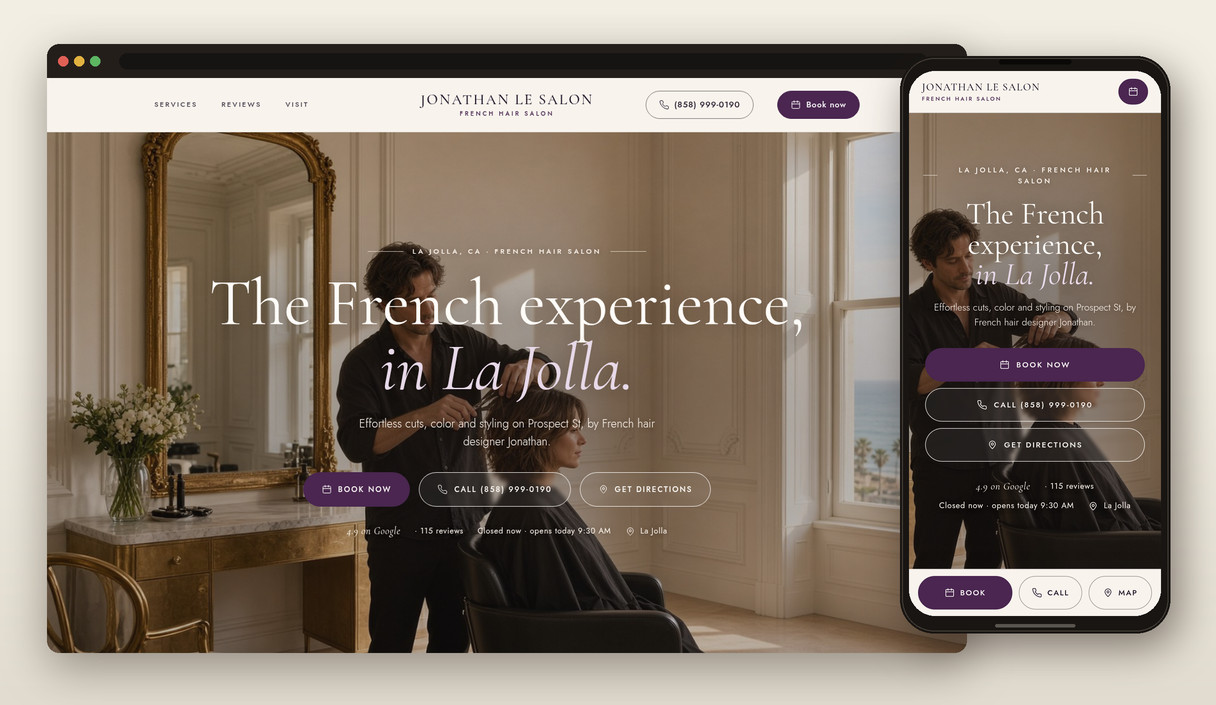 SERVICES
REVIEWS
VISIT
JONATHAN LE SALON
FRENCH HAIR SALON
(858) 999-0190
Book now
LA JOLLA, CA · FRENCH HAIR SALON
The French experience,
in La Jolla.
Effortless cuts, color and styling on Prospect St, by French hair
designer Jonathan.
BOOK NOW
CALL (858) 999-0190
GET DIRECTIONS
4.9 on Google · 115 reviews
Closed now · opens today 9:30 AM
La Jolla
JONATHAN LE SALON
FRENCH HAIR SALON
LA JOLLA, CA · FRENCH HAIR
SALON
The French
experience,
in La Jolla.
Effortless cuts, color and styling on Prospect St, by
French hair designer Jonathan.
BOOK NOW
CALL (858) 999-0190
GET DIRECTIONS
4.9 on Google · 115 reviews
Closed now · opens today 9:30 AM
La Jolla
BOOK
CALL
MAP